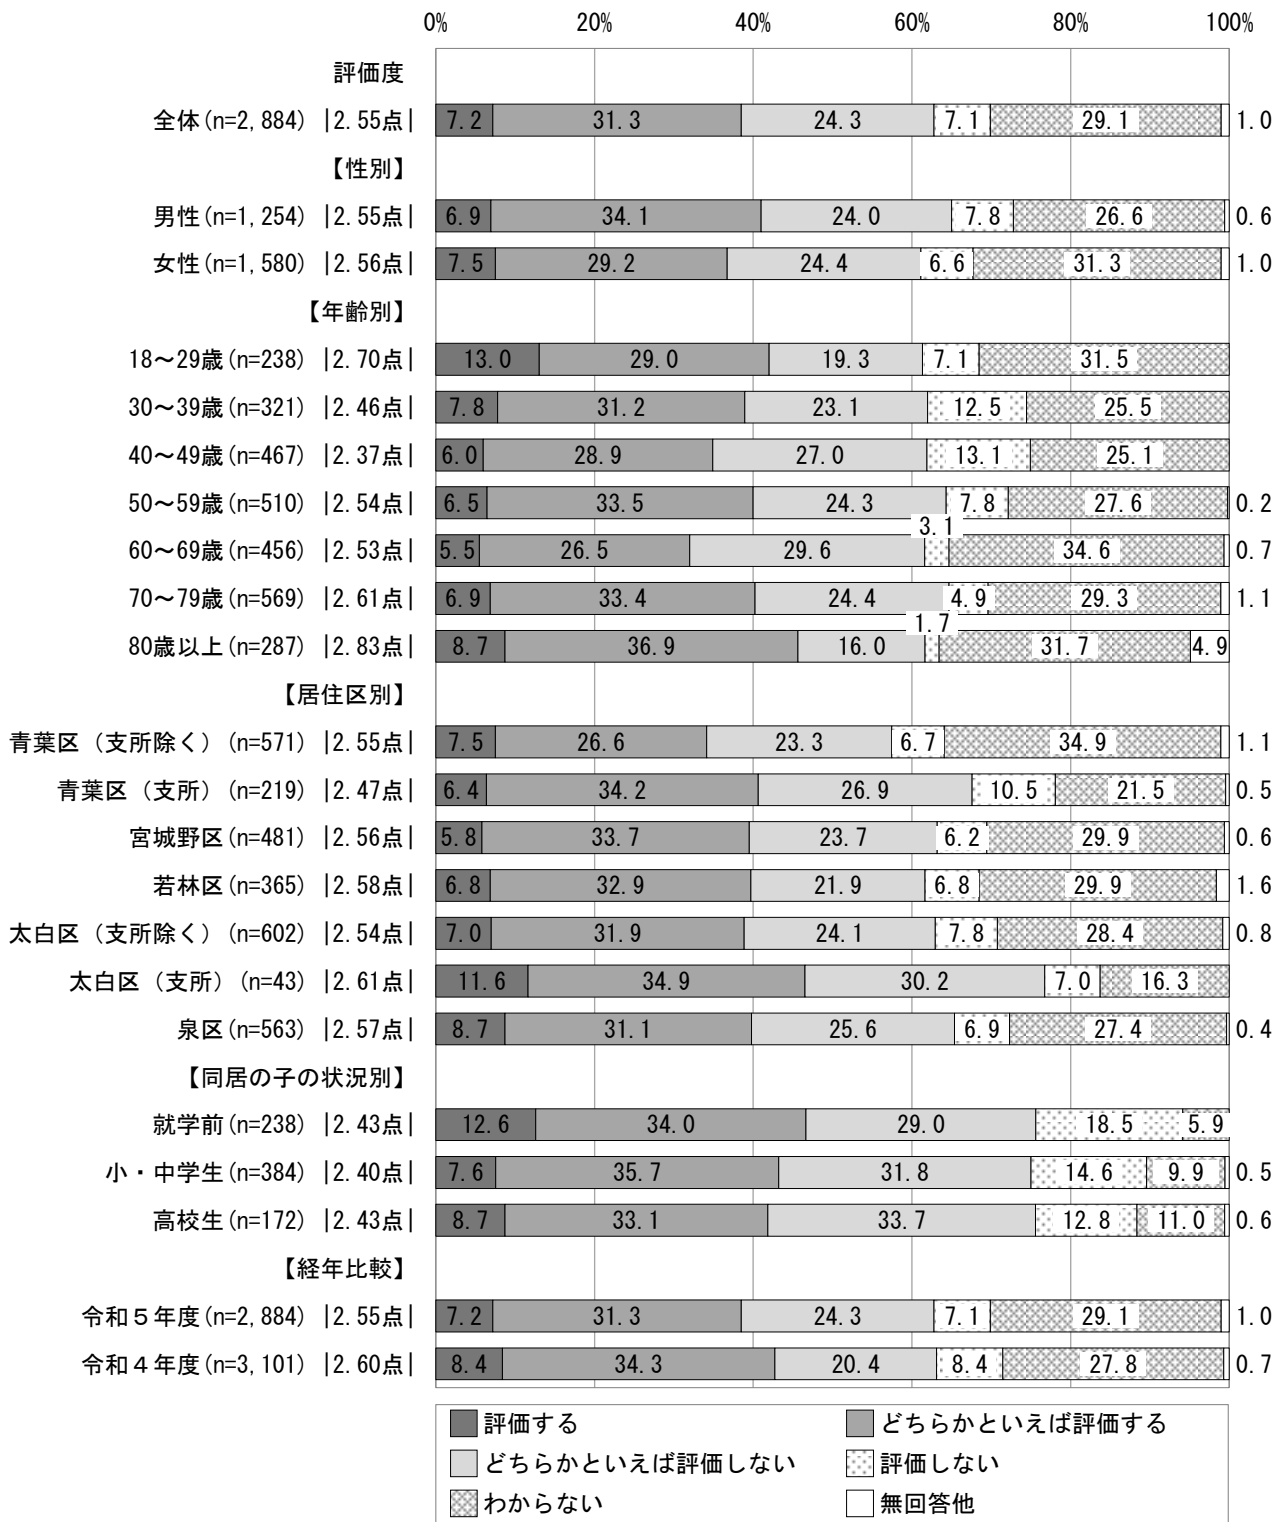 0% 20% 40% 60% 80% 100%
評価度
全体(n=2,884) |2.55点| 7.2 31.3 24.3 7.1 29.1 1.0
【性別】
男性(n=1,254) |2.55点| 6.9 34.1 24.0 7.8 26.6 0.6
女性(n=1,580) |2.56点| 7.5 29.2 24.4 6.6 31.3 1.0
【年齢別】
18～29歳(n=238) |2.70点| 13.0 29.0 19.3 7.1 31.5
30～39歳(n=321) |2.46点| 7.8 31.2 23.1 12.5 25.5
40～49歳(n=467) |2.37点| 6.0 28.9 27.0 13.1 25.1
50～59歳(n=510) |2.54点| 6.5 33.5 24.3 7.8 27.6 0.2
60～69歳(n=456) |2.53点| 5.5 26.5 29.6 3.1 34.6 0.7
70～79歳(n=569) |2.61点| 6.9 33.4 24.4 4.9 29.3 1.1
80歳以上(n=287) |2.83点| 8.7 36.9 16.0 1.7 31.7 4.9
【居住区別】
青葉区（支所除く）(n=571) |2.55点| 7.5 26.6 23.3 6.7 34.9 1.1
青葉区（支所）(n=219) |2.47点| 6.4 34.2 26.9 10.5 21.5 0.5
宮城野区(n=481) |2.56点| 5.8 33.7 23.7 6.2 29.9 0.6
若林区(n=365) |2.58点| 6.8 32.9 21.9 6.8 29.9 1.6
太白区（支所除く）(n=602) |2.54点| 7.0 31.9 24.1 7.8 28.4 0.8
太白区（支所）(n=43) |2.61点| 11.6 34.9 30.2 7.0 16.3
泉区(n=563) |2.57点| 8.7 31.1 25.6 6.9 27.4 0.4
【同居の子の状況別】
就学前(n=238) |2.43点| 12.6 34.0 29.0 18.5 5.9
小・中学生(n=384) |2.40点| 7.6 35.7 31.8 14.6 9.9 0.5
高校生(n=172) |2.43点| 8.7 33.1 33.7 12.8 11.0 0.6
【経年比較】
令和５年度(n=2,884) |2.55点| 7.2 31.3 24.3 7.1 29.1 1.0
令和４年度(n=3,101) |2.60点| 8.4 34.3 20.4 8.4 27.8 0.7
評価する どちらかといえば評価する
どちらかといえば評価しない 評価しない
わからない 無回答他